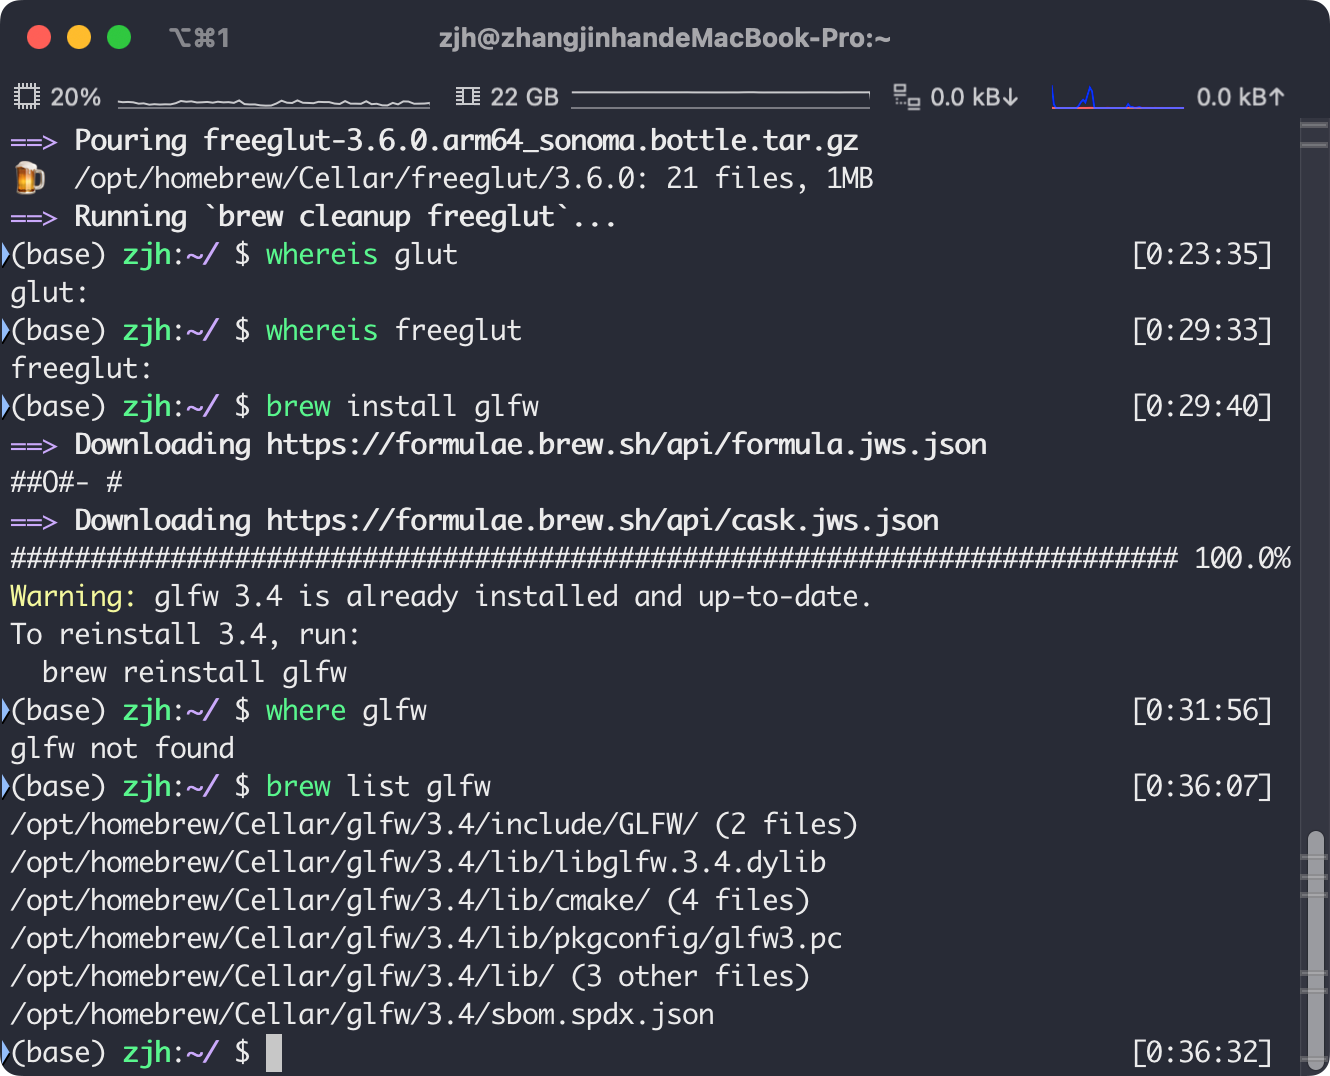 ⌥⌘1 zjh@zhangjinhandeMacBook-Pro:~
20% 22 GB 0.0 kB↓ 0.0 kB↑
==> Pouring freeglut-3.6.0.arm64_sonoma.bottle.tar.gz
🍺 /opt/homebrew/Cellar/freeglut/3.6.0: 21 files, 1MB
==> Running `brew cleanup freeglut`...
(base) zjh:~/ $ whereis glut [0:23:35]
glut:
(base) zjh:~/ $ whereis freeglut [0:29:33]
freeglut:
(base) zjh:~/ $ brew install glfw [0:29:40]
==> Downloading https://formulae.brew.sh/api/formula.jws.json
##O#- #
==> Downloading https://formulae.brew.sh/api/cask.jws.json
######################################################################### 100.0%
Warning: glfw 3.4 is already installed and up-to-date.
To reinstall 3.4, run:
  brew reinstall glfw
(base) zjh:~/ $ where glfw [0:31:56]
glfw not found
(base) zjh:~/ $ brew list glfw [0:36:07]
/opt/homebrew/Cellar/glfw/3.4/include/GLFW/ (2 files)
/opt/homebrew/Cellar/glfw/3.4/lib/libglfw.3.4.dylib
/opt/homebrew/Cellar/glfw/3.4/lib/cmake/ (4 files)
/opt/homebrew/Cellar/glfw/3.4/lib/pkgconfig/glfw3.pc
/opt/homebrew/Cellar/glfw/3.4/lib/ (3 other files)
/opt/homebrew/Cellar/glfw/3.4/sbom.spdx.json
(base) zjh:~/ $ [0:36:32]